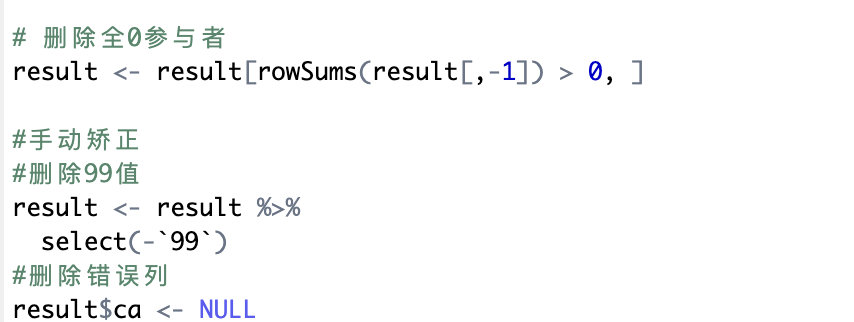 # 删除全0参与者
result <- result[rowSums(result[,-1]) > 0, ]
#手动矫正
#删除99值
result <- result %>%
  select(-`99`)
#删除错误列
result$ca <- NULL